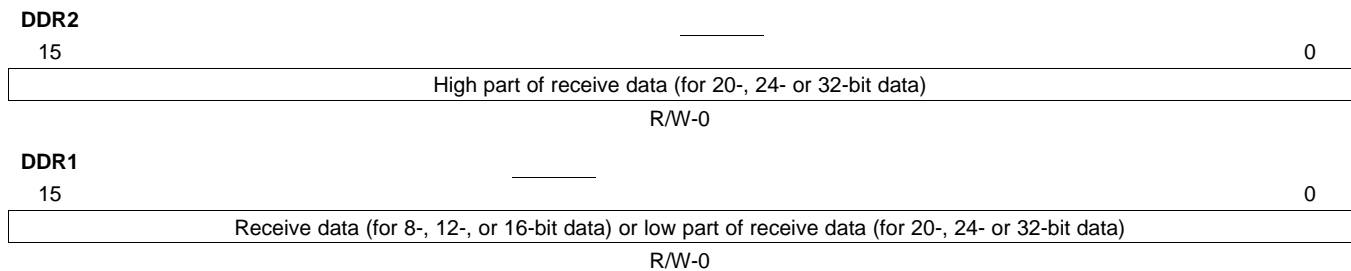 DDR2
15 0
High part of receive data (for 20-, 24- or 32-bit data)
R/W-0
DDR1
15 0
Receive data (for 8-, 12-, or 16-bit data) or low part of receive data (for 20-, 24- or 32-bit data)
R/W-0